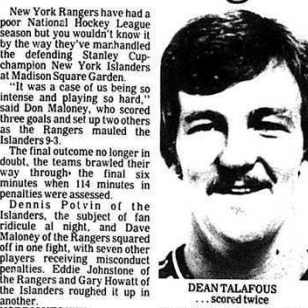 New York Rangers have had a
poor National Hockey League
season but you wouldn't know it
by the way they've manhandled
the defending Stanley Cup-
champion New York Islanders
at Madison Square Garden.
"It was a case of us being so
intense and playing so hard,"
said Don Maloney, who scored
three goals and set up two others
as the Rangers mauled the
Islanders 9-3.
The final outcome no longer in
doubt, the teams brawled their
way through the final six
minutes when 114 minutes in
penalties were assessed.
Dennis Potvin of the
Islanders, the subject of fan
ridicule al night, and Dave
Maloney of the Rangers squared
off in one fight, with seven other
players receiving misconduct
penalties. Eddie Johnstone of
the Rangers and Gary Howatt of
the Islanders roughed it up in
another.
DEAN TALAFOUS
...scored twice